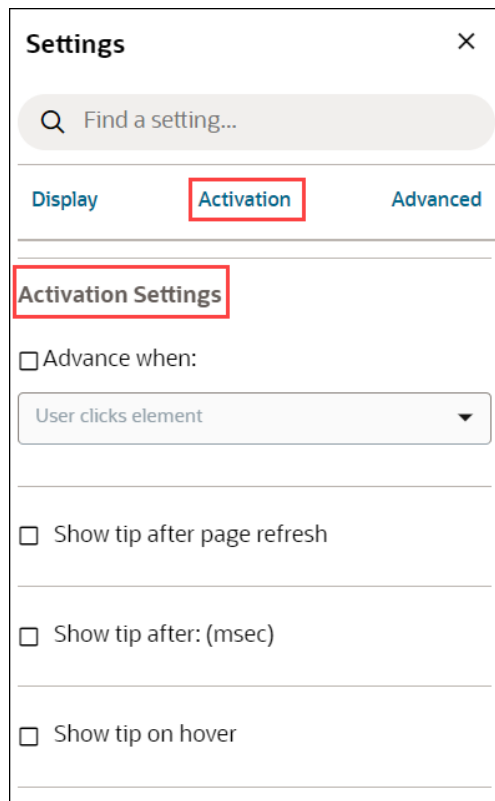 Settings
Find a setting...
Display Activation Advanced
Activation Settings
Advance when:
User clicks element
Show tip after page refresh
Show tip after: (msec)
Show tip on hover